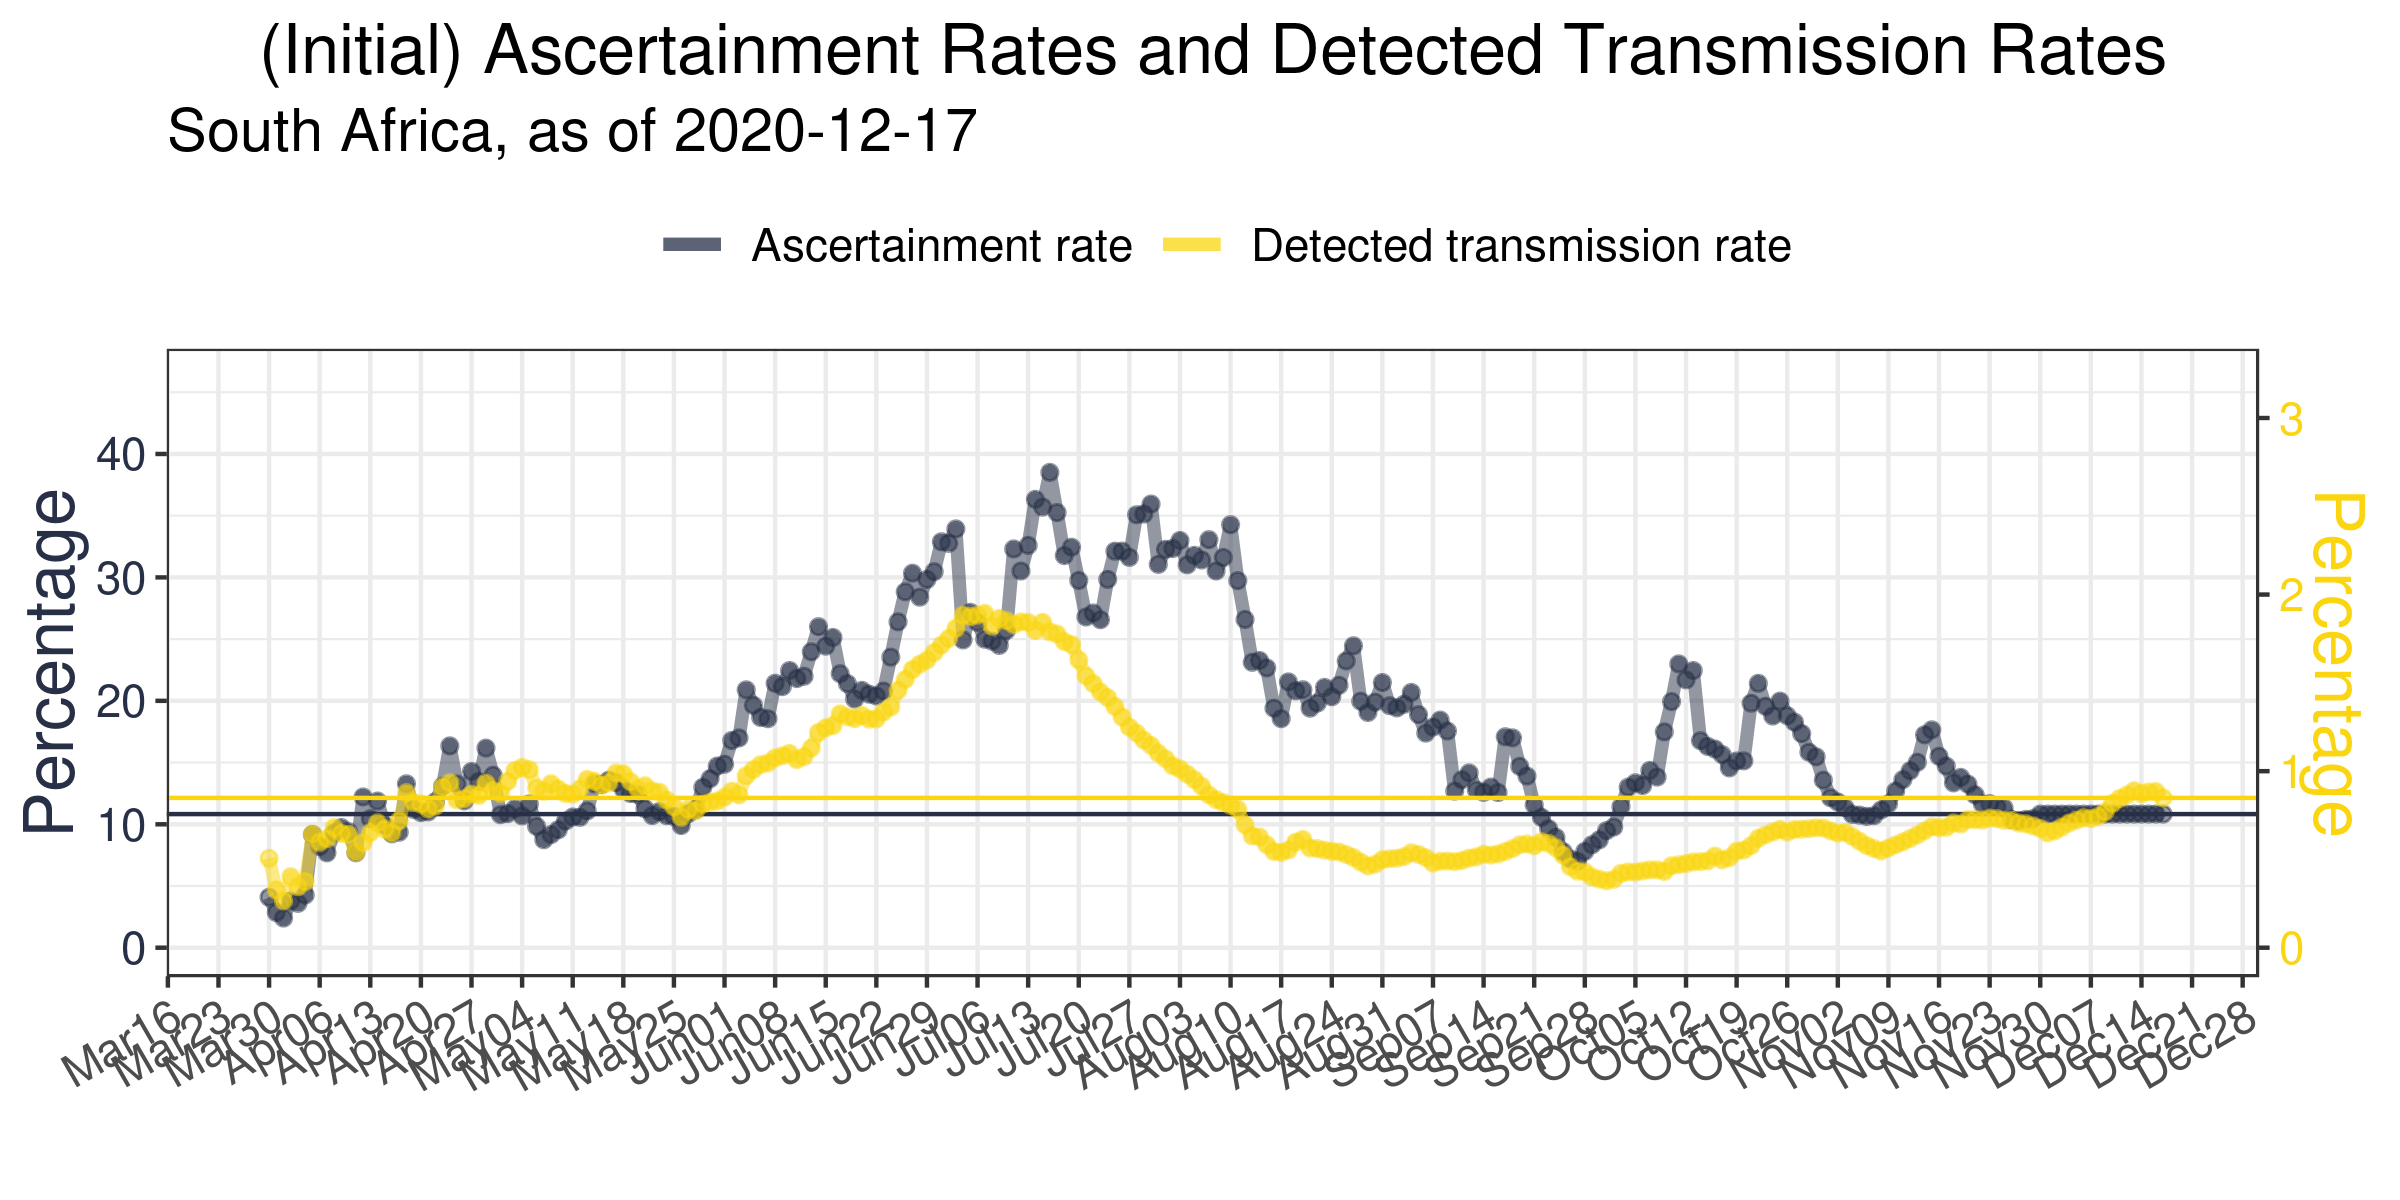 (Initial) Ascertainment Rates and Detected Transmission Rates
South Africa, as of 2020-12-17
Ascertainment rate
Detected transmission rate
Percentage
40
30
20
10
0
3
2
1
0
Percentage
Mar16
Mar23
Mar30
Apr06
Apr13
Apr20
Apr27
May04
May11
May18
May25
Jun01
Jun08
Jun15
Jun22
Jun29
Jul06
Jul13
Jul20
Jul27
Aug03
Aug10
Aug17
Aug24
Aug31
Sep07
Sep14
Sep21
Sep28
Oct05
Oct12
Oct19
Oct26
Nov02
Nov09
Nov16
Nov23
Nov30
Dec07
Dec14
Dec21
Dec28